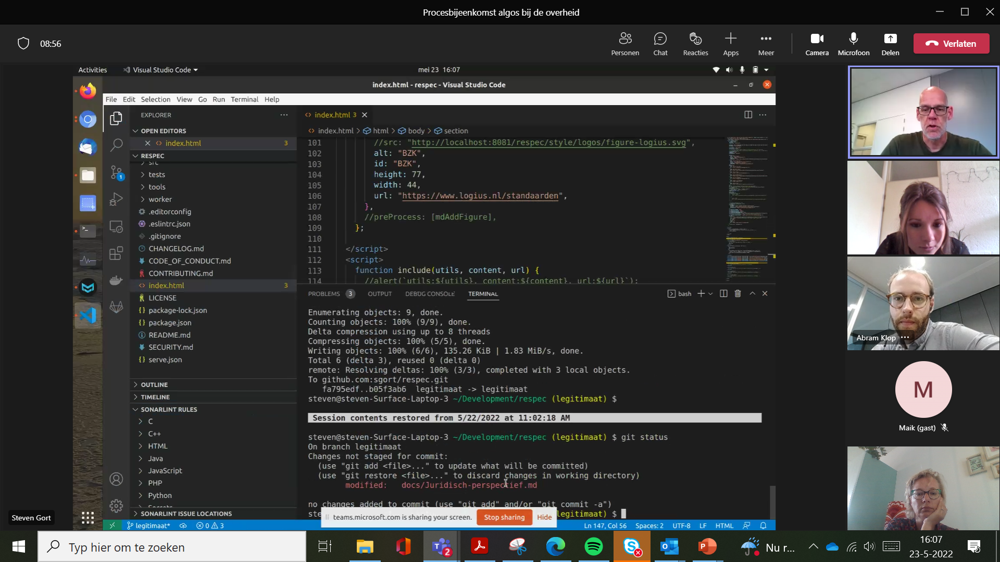 Procesbijeenkomst algos bij de overheid
08:56
Personen
Chat
Reacties
Apps
Meer
Camera
Microfoon
Delen
Verlaten
Activities
Visual Studio Code
mei 23 16:07
index.html - respec - Visual Studio Code
File Edit Selection View Go Run Terminal Help
EXPLORER
OPEN EDITORS
index.html 3
RESPEC
src
tests
tools
worker
.editorconfig
.eslintrc.json
.gitignore
CHANGELOG.md
CODE_OF_CONDUCT.md
CONTRIBUTING.md
index.html 3
LICENSE
package-lock.json
package.json
README.md
SECURITY.md
serve.json
OUTLINE
TIMELINE
SONARLINT RULES
C
C++
HTML
Java
JavaScript
PHP
Python
Secrets
SONARLINT ISSUE LOCATIONS
1
index.html 3
index.html > html > body > section
101 //src: "http://localhost:8081/respec/style/logos/figure-logius.svg",
102 alt: "BZK",
103 id: "BZK",
104 height: 77,
105 width: 44,
106 url: "https://www.logius.nl/standaarden",
107 },
108 //preProcess: [mdAddFigure],
109 };
110
111 </script>
112 <script>
113 function include(utils, content, url) {
114 //alert(`utils:${utils}, content:${content}, url:${url}`);
PROBLEMS 3 OUTPUT DEBUG CONSOLE TERMINAL
bash
Enumerating objects: 9, done.
Counting objects: 100% (9/9), done.
Delta compression using up to 8 threads
Compressing objects: 100% (5/5), done.
Writing objects: 100% (6/6), 135.26 KiB | 1.83 MiB/s, done.
Total 6 (delta 3), reused 0 (delta 0)
remote: Resolving deltas: 100% (3/3), completed with 3 local objects.
To github.com:sgort/respec.git
fa795edf..b05f3ab6 legitimaat -> legitimaat
steven@steven-Surface-Laptop-3 ~/Development/respec (legitimaat) $
Session contents restored from 5/22/2022 at 11:02:18 AM
steven@steven-Surface-Laptop-3 ~/Development/respec (legitimaat) $ git status
On branch legitimaat
Changes not staged for commit:
(use "git add <file>..." to update what will be committed)
(use "git restore <file>..." to discard changes in working directory)
modified: docs/Juridisch-perspectief.md
no changes added to commit (use "git add" and/or "git commit -a")
ste
legitimaat) $
teams.microsoft.com is sharing your screen. Stop sharing Hide
legitimaat* 0 3
Ln 147, Col 56 Spaces: 2 UTF-8 LF HTML
Steven Gort
Abram Klop
M
Maik (gast)
Typ hier om te zoeken
2
Nu r...
16:07
23-5-2022